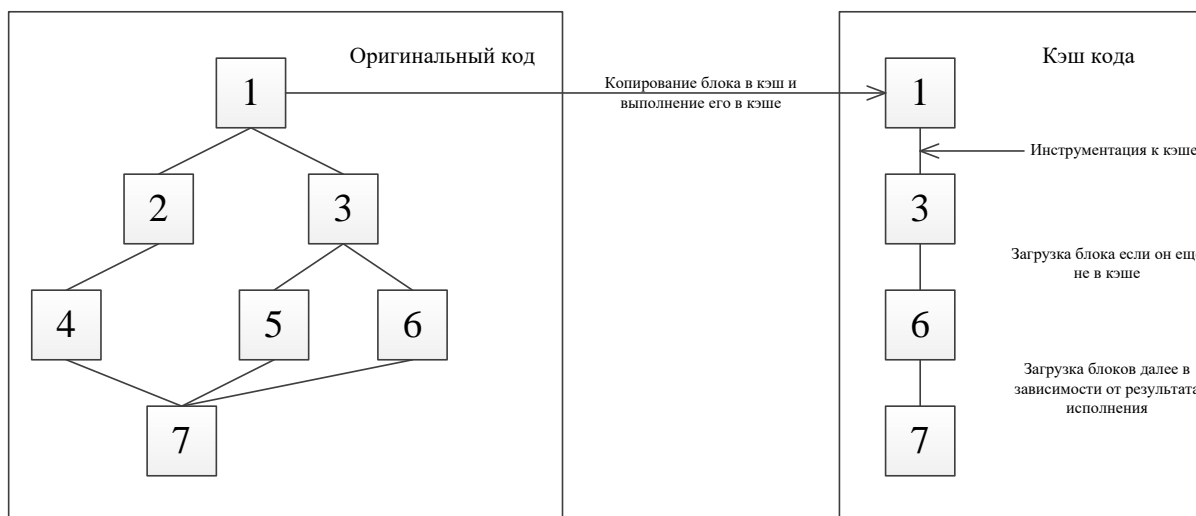 Оригинальный код
Кэш кода
1
Копирование блока в кэш и
выполнение его в кэше
1
Инструментация к кэше
2
3
3
Загрузка блока если он ещ
не в кэше
4
5
6
6
Загрузка блоков далее в
зависимости от результата
исполнения
7
7